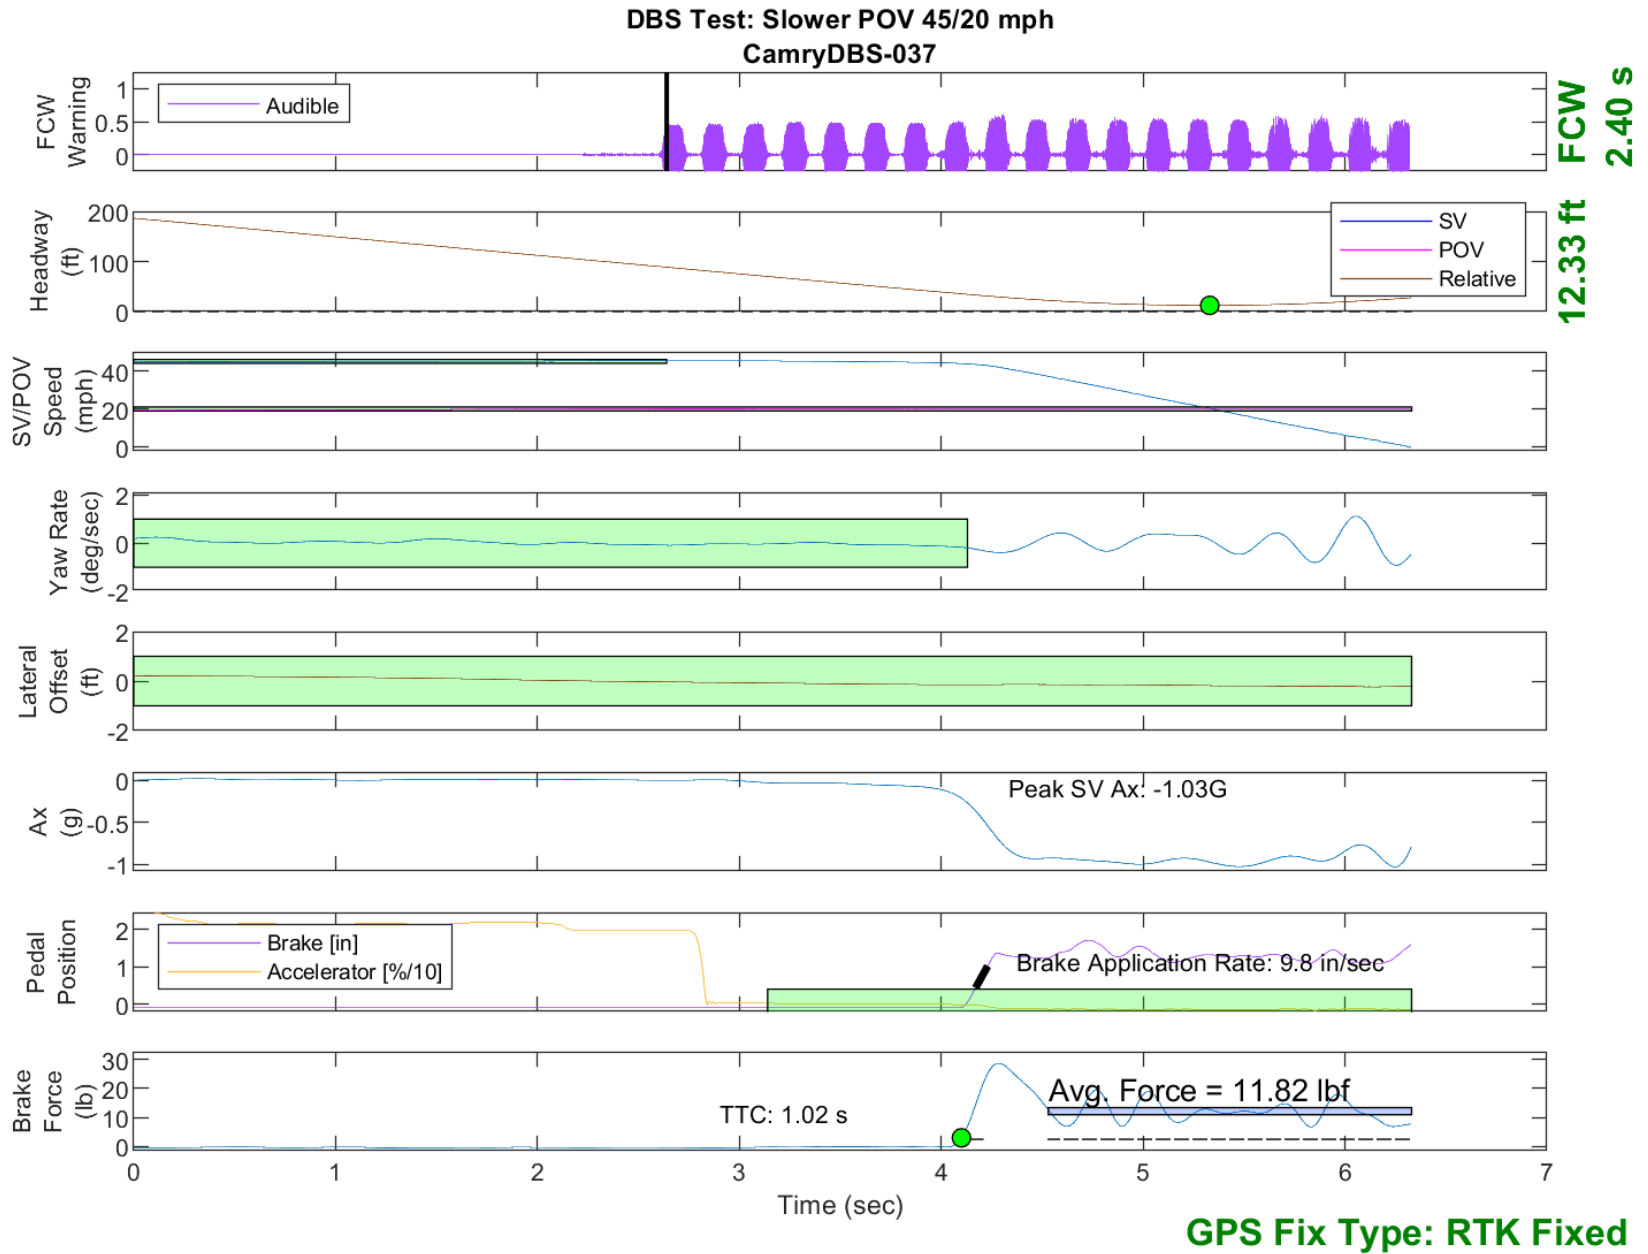 DBS Test: Slower POV 45/20 mph
CamryDBS-037
FCW
Warning
1
0.5
0
Audible
FCW
2.40 s
Headway
(ft)
200
100
0
SV
POV
Relative
12.33 ft
SV/POV
Speed
(mph)
40
20
0
Yaw Rate
(deg/sec)
2
0
-2
Lateral
Offset
(ft)
2
0
-2
Ax
(g)
0
-0.5
-1
Peak SV Ax: -1.03G
Pedal
Position
2
1
0
Brake [in]
Accelerator [%/10]
Brake Application Rate: 9.8 in/sec
Brake
Force
(lb)
30
20
10
0
TTC: 1.02 s
Avg. Force = 11.82 lbf
0 1 2 3 4 5 6 7
Time (sec)
GPS Fix Type: RTK Fixed